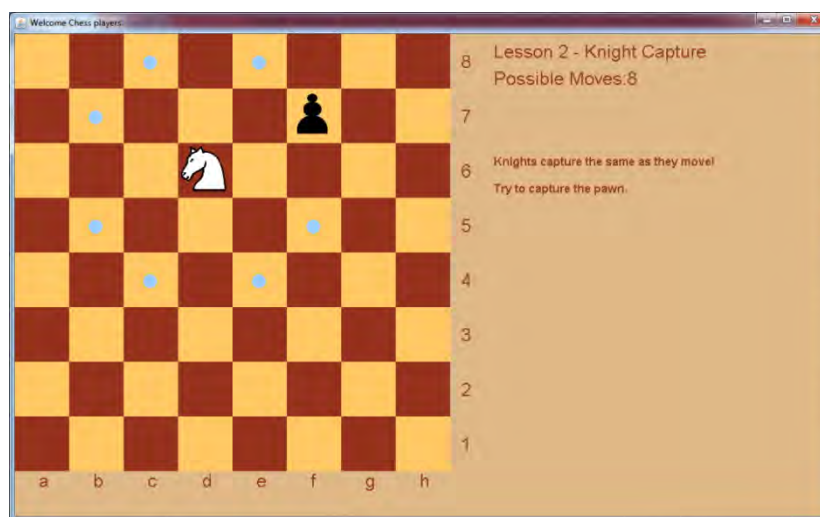 Welcome Chess players
8
Lesson 2 - Knight Capture
Possible Moves:8
7
6
Knights capture the same as they move!
Try to capture the pawn.
5
4
3
2
1
a b c d e f g h